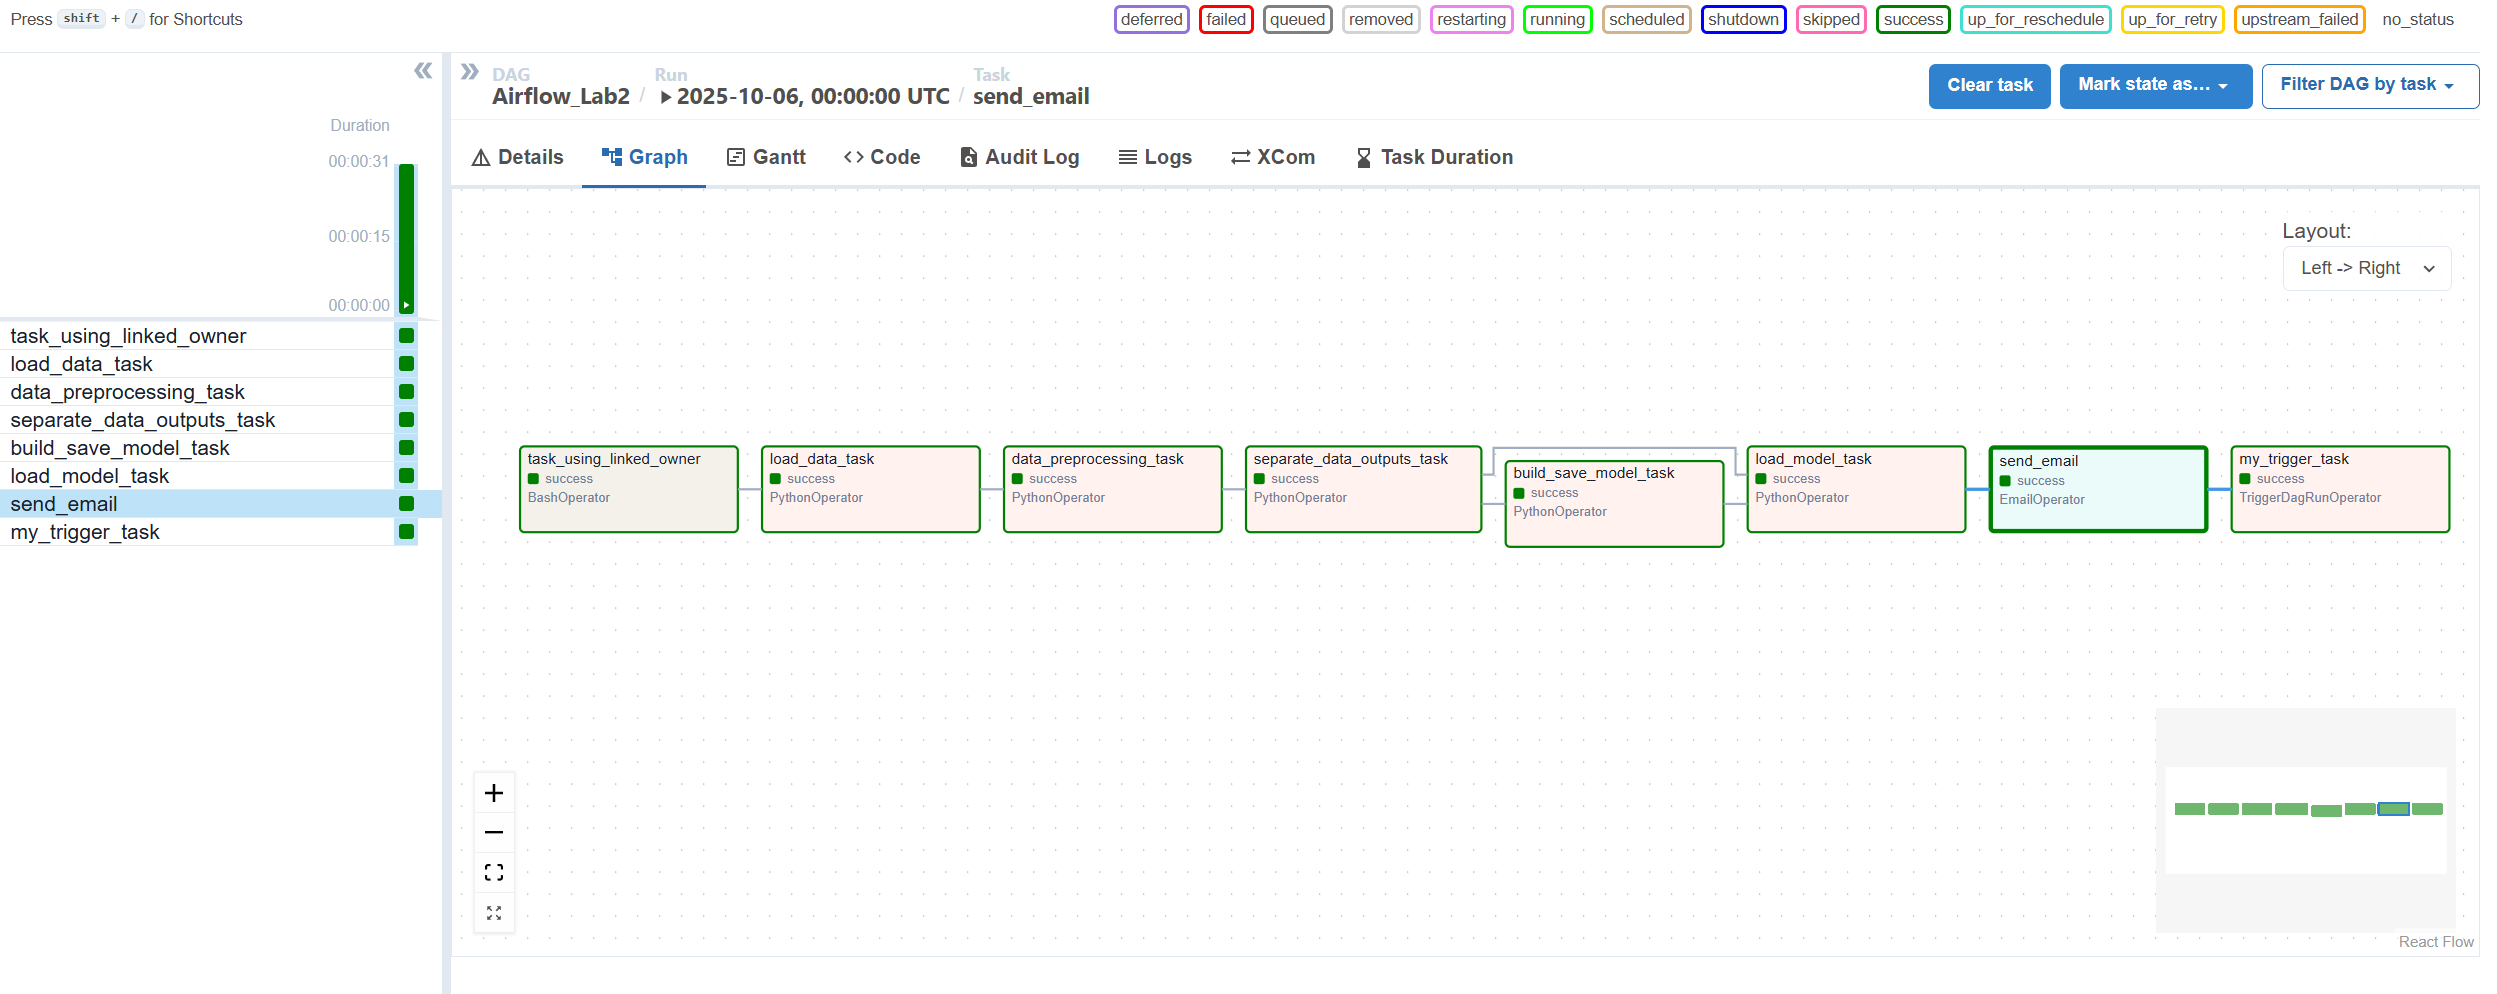 Press shift + / for Shortcuts
deferred failed queued removed restarting running scheduled shutdown skipped success up_for_reschedule up_for_retry upstream_failed no_status
Duration
00:00:31
00:00:15
00:00:00
task_using_linked_owner
load_data_task
data_preprocessing_task
separate_data_outputs_task
build_save_model_task
load_model_task
send_email
my_trigger_task
DAG
Airflow_Lab2
/
Run
2025-10-06, 00:00:00 UTC
/
Task
send_email
Clear task
Mark state as...
Filter DAG by task
Details
Graph
Gantt
Code
Audit Log
Logs
XCom
Task Duration
Layout:
Left -> Right
task_using_linked_owner
success
BashOperator
load_data_task
success
PythonOperator
data_preprocessing_task
success
PythonOperator
separate_data_outputs_task
success
PythonOperator
build_save_model_task
success
PythonOperator
load_model_task
success
PythonOperator
send_email
success
EmailOperator
my_trigger_task
success
TriggerDagRunOperator
React Flow